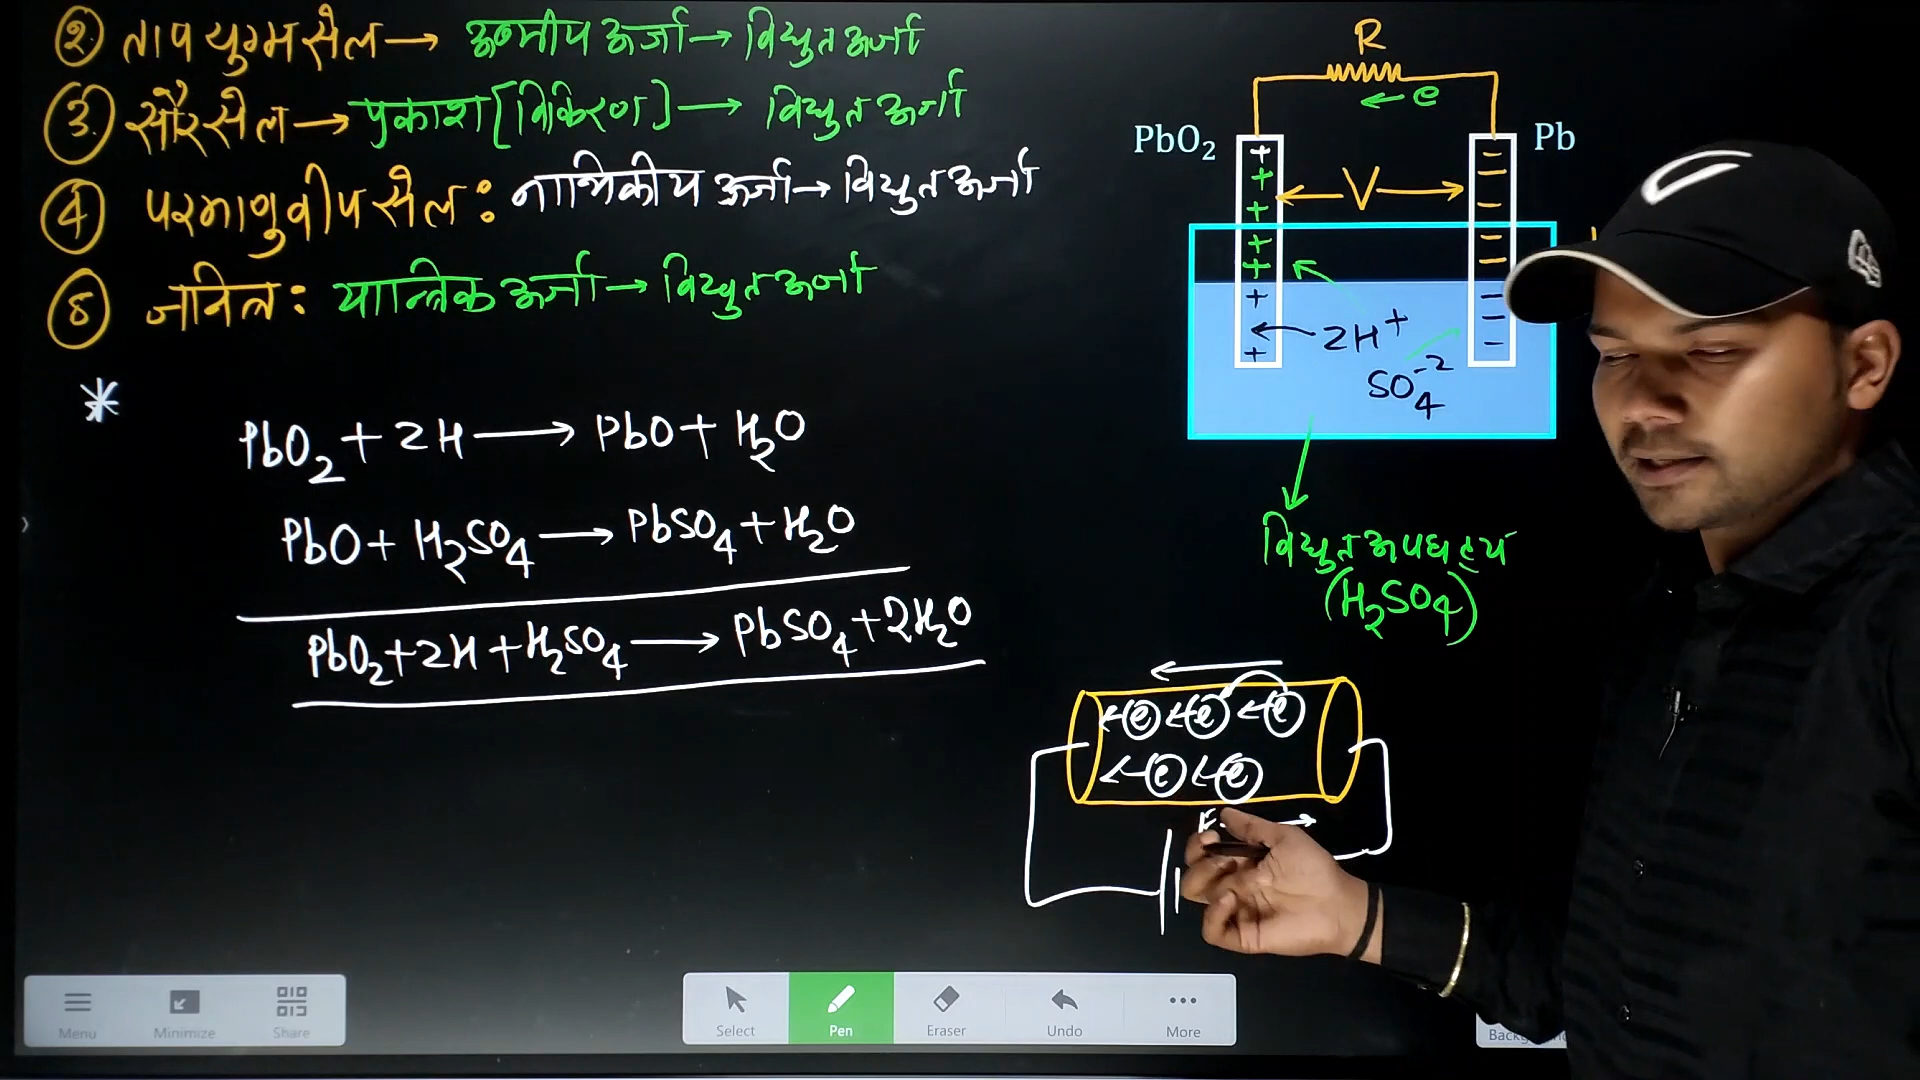 ② ताप युग्म सेल → ऊष्मीय ऊर्जा → विद्युत ऊर्जा
③ सौर सेल → प्रकाश [विकिरण] → विद्युत ऊर्जा
④ परमाणुवीय सेल : नाभिकीय ऊर्जा → विद्युत ऊर्जा
⑤ जनित्र : यान्त्रिक ऊर्जा → विद्युत ऊर्जा
*
PbO₂ + 2H → PbO + H₂O
PbO + H₂SO₄ → PbSO₄ + H₂O
PbO₂ + 2H + H₂SO₄ → PbSO₄ + 2H₂O
R
← e
PbO₂
Pb
← V →
← 2H⁺
SO₄⁻²
विद्युत अपघट्य
(H₂SO₄)
e e e
e e
E
Menu
Minimize
Share
Select
Pen
Eraser
Undo
More